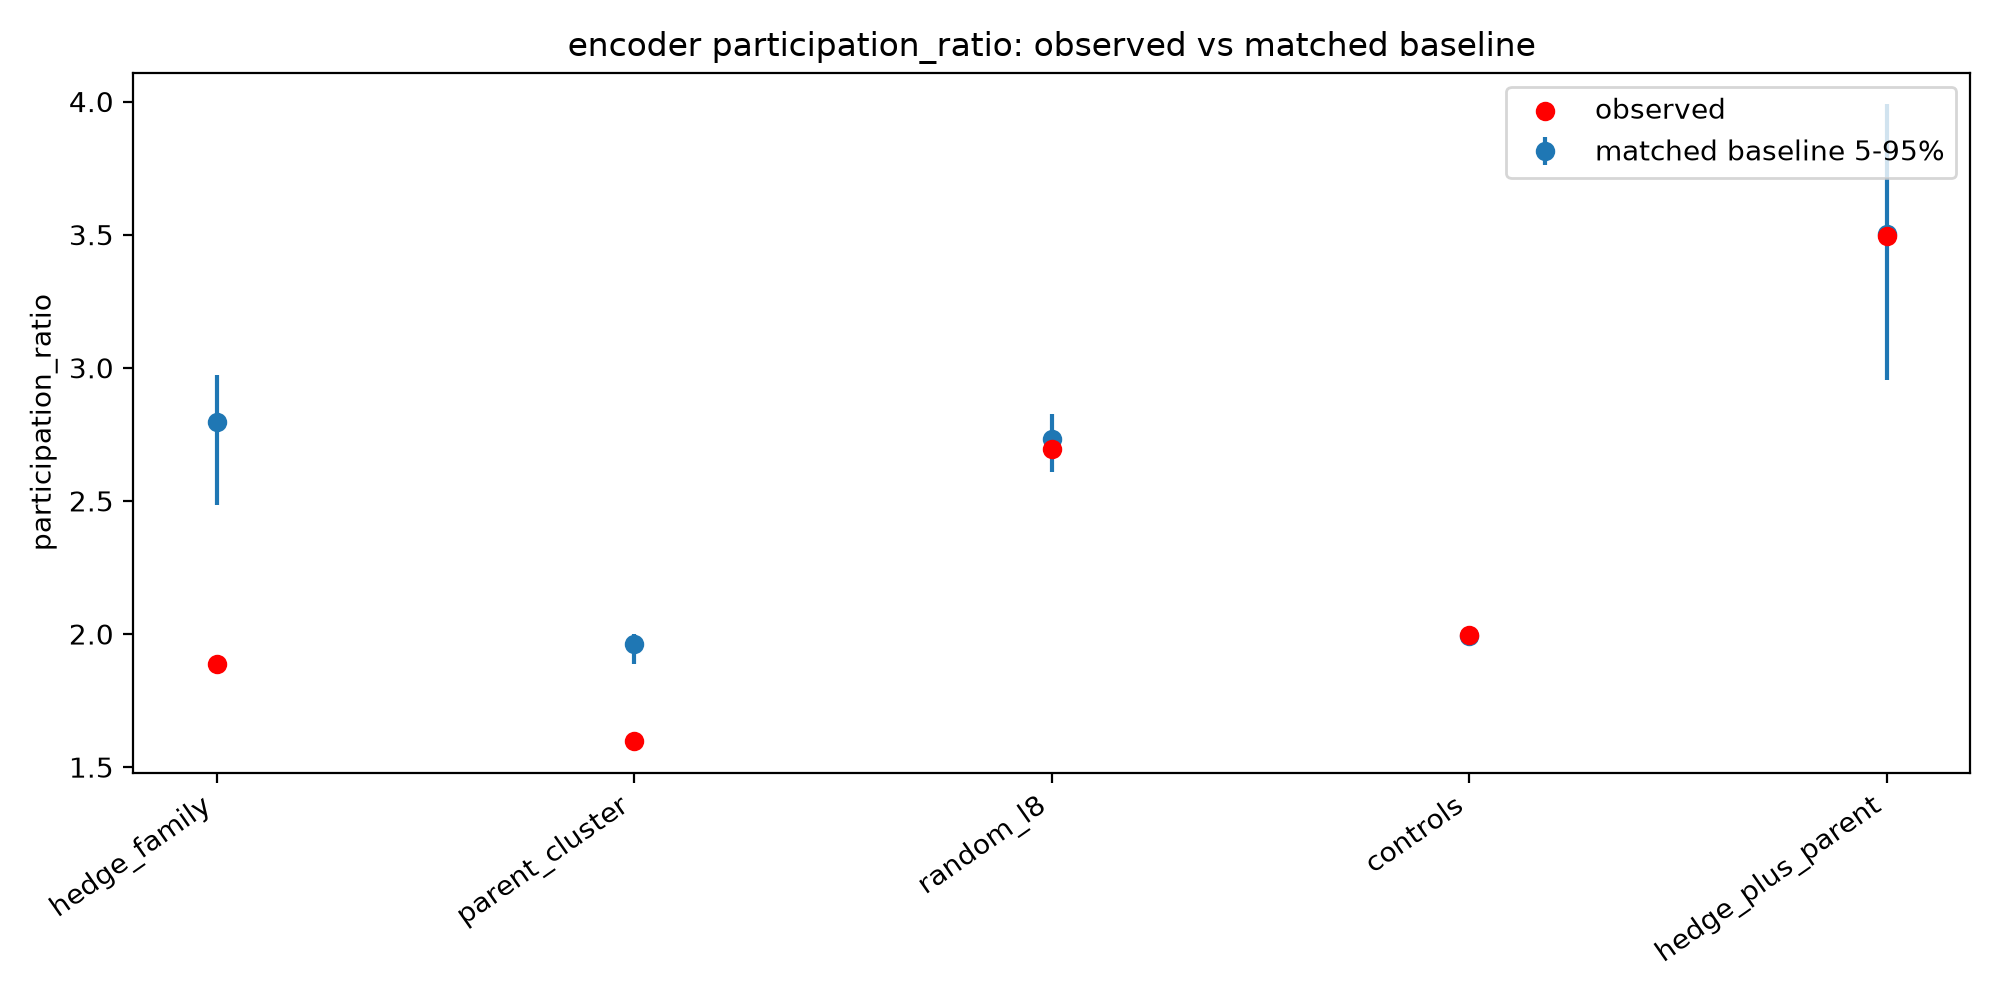 encoder participation_ratio: observed vs matched baseline
observed
matched baseline 5-95%
participation_ratio
4.0
3.5
3.0
2.5
2.0
1.5
hedge_family
parent_cluster
random_l8
controls
hedge_plus_parent